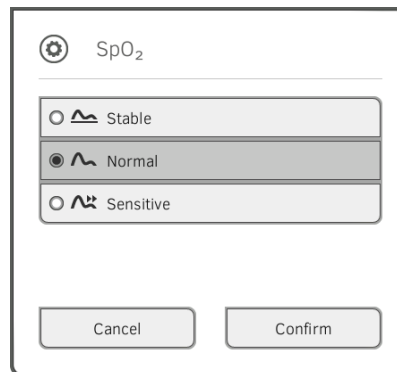 SpO₂
Stable
Normal
Sensitive
Cancel
Confirm